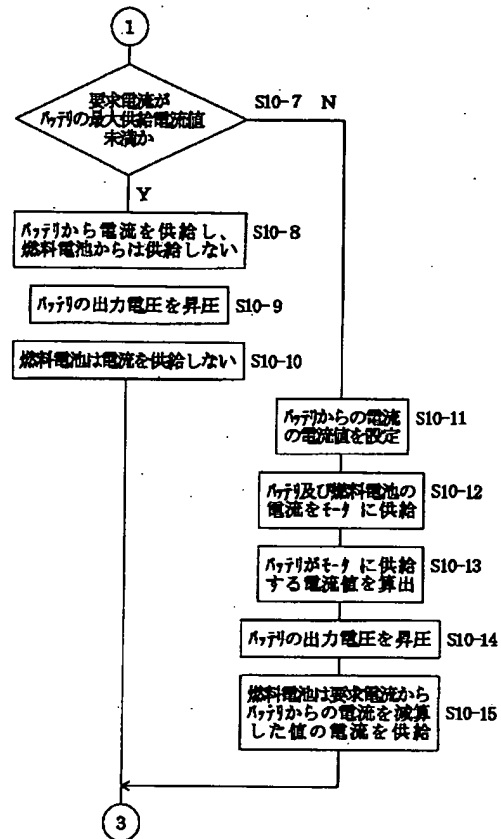 1
要求電流が
バッテリの最大供給電流値
未満か
S10-7 N
Y
バッテリから電流を供給し、
燃料電池からは供給しない
S10-8
バッテリの出力電圧を昇圧
S10-9
燃料電池は電流を供給しない
S10-10
バッテリからの電流
の電流値を設定
S10-11
バッテリ及び燃料電池の
電流をモータに供給
S10-12
バッテリがモータに供給
する電流値を算出
S10-13
バッテリの出力電圧を昇圧
S10-14
燃料電池は要求電流から
バッテリからの電流を減算
した値の電流を供給
S10-15
3